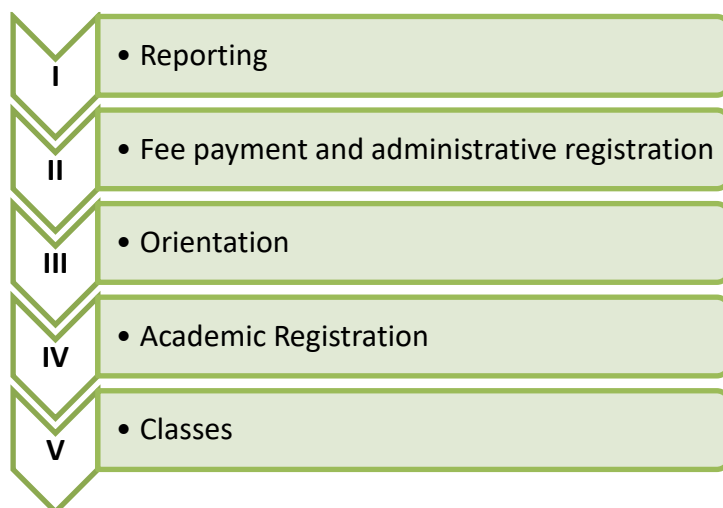 I
• Reporting
II
• Fee payment and administrative registration
III
• Orientation
IV
• Academic Registration
V
• Classes